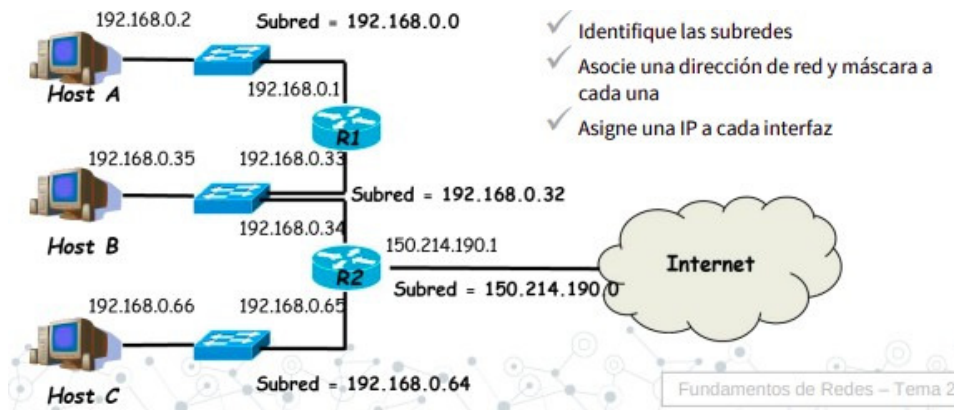 192.168.0.2
Subred = 192.168.0.0
Host A
192.168.0.1
R1
192.168.0.35
192.168.0.33
Subred = 192.168.0.32
Host B
192.168.0.34
150.214.190.1
R2
Internet
Subred = 150.214.190.0
192.168.0.66
192.168.0.65
Host C
Subred = 192.168.0.64
✓ Identifique las subredes
✓ Asocie una dirección de red y máscara a
cada una
✓ Asigne una IP a cada interfaz
Fundamentos de Redes – Tema 2